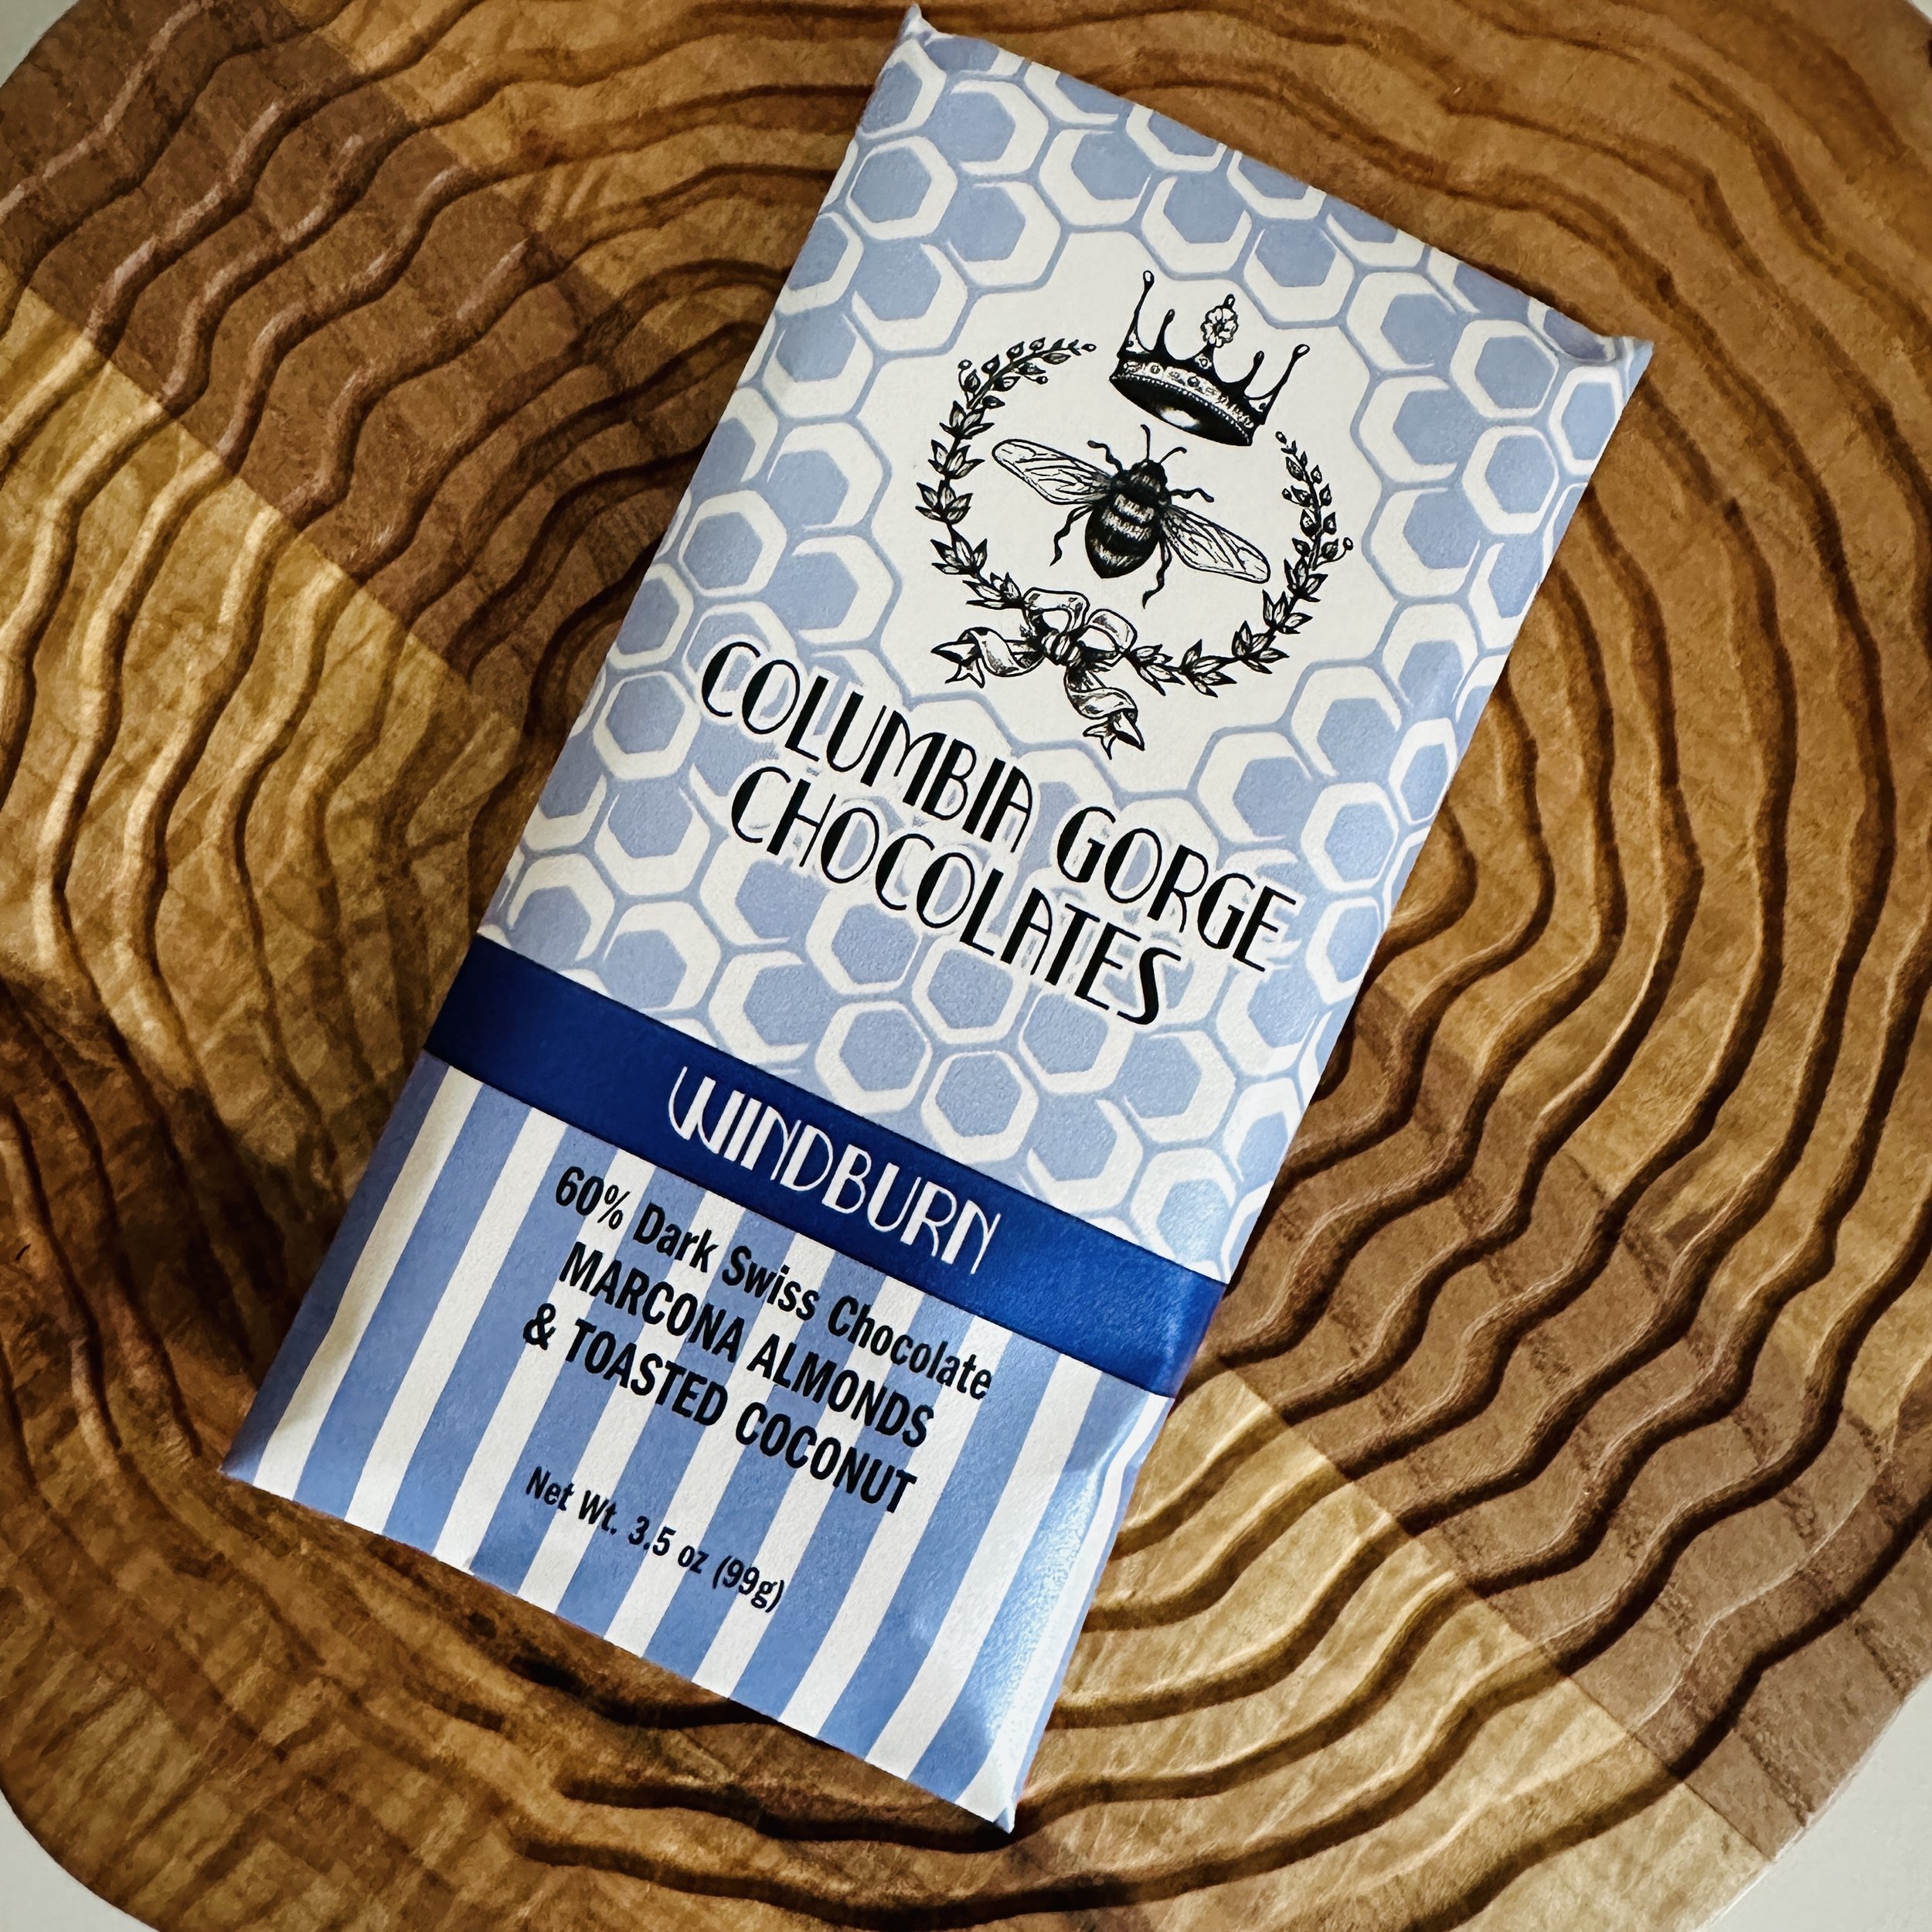 COLUMBIA GORGE
CHOCOLATES
WINDBURN
60% Dark Swiss Chocolate
MARCONA ALMONDS
& TOASTED COCONUT
Net Wt. 3.5 oz (99g)